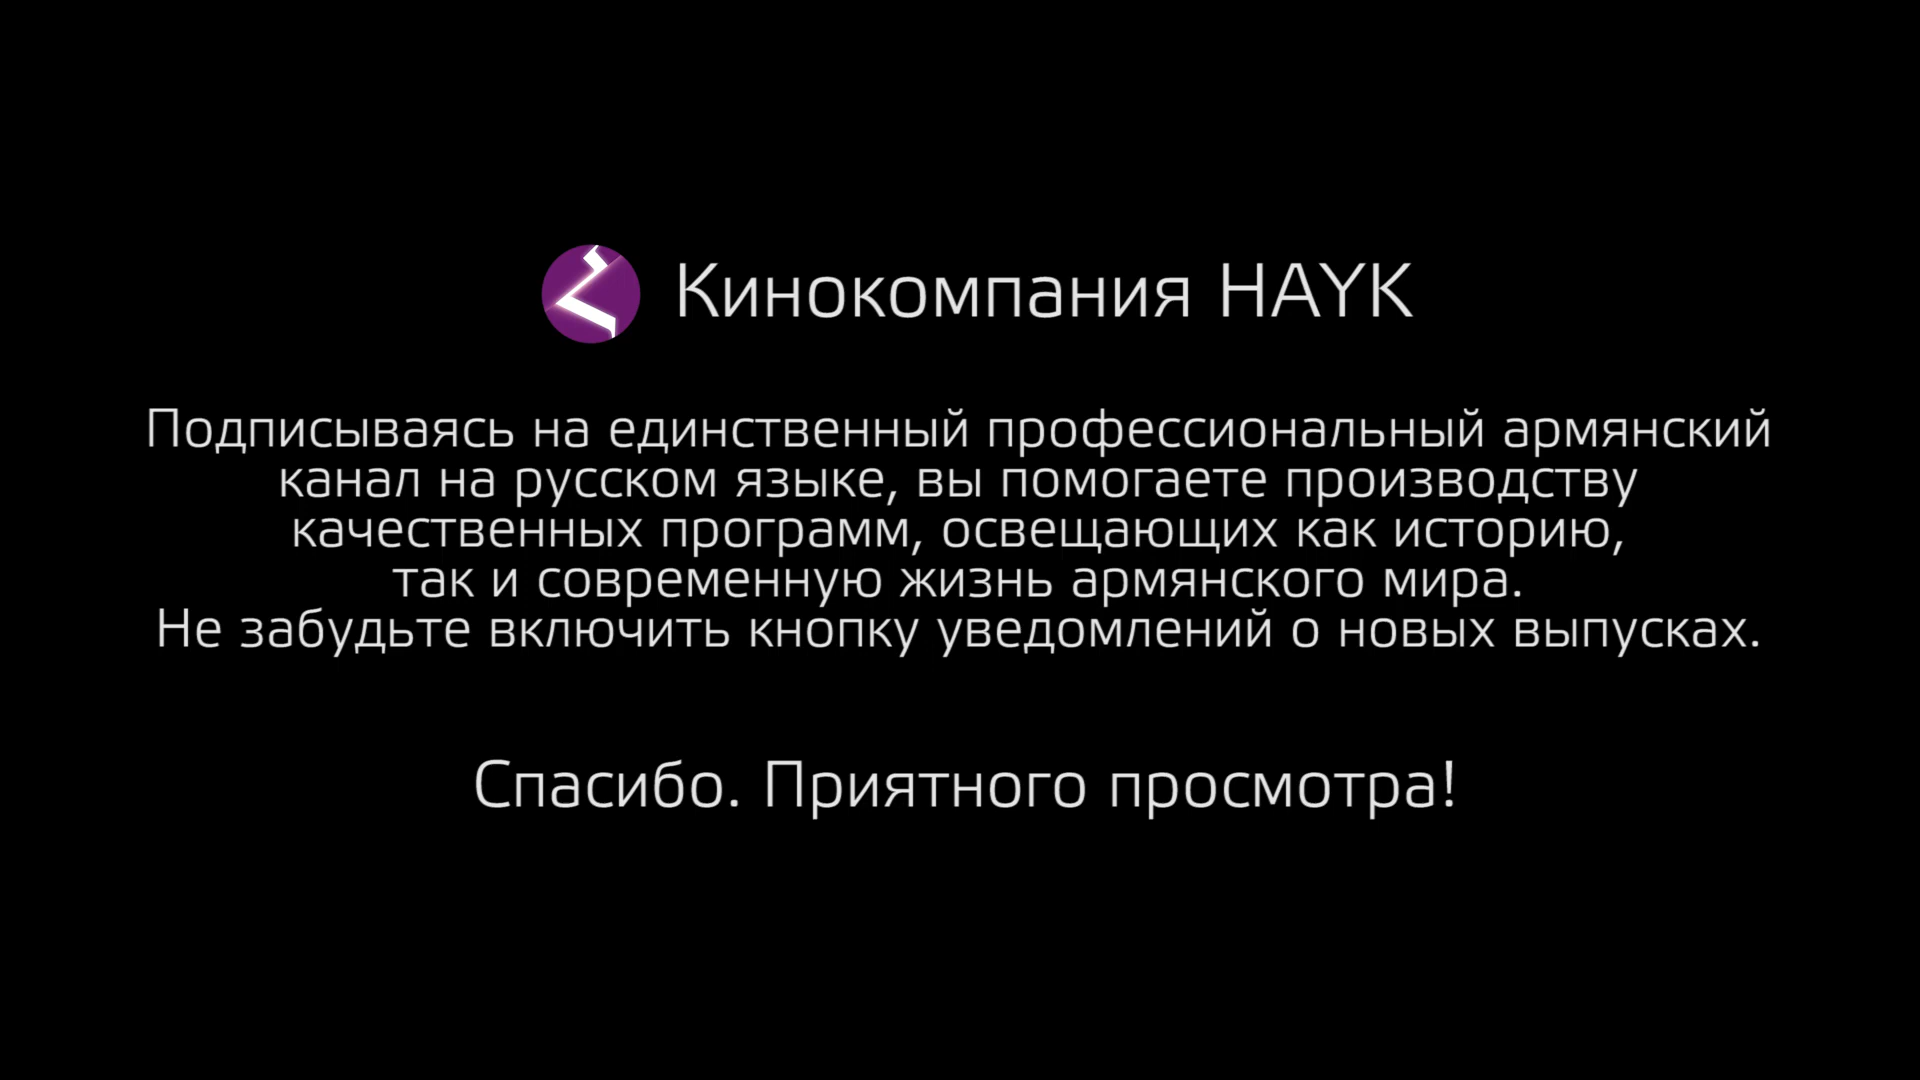 Кинокомпания HAYK
Подписываясь на единственный профессиональный армянский
канал на русском языке, вы помогаете производству
качественных программ, освещающих как историю,
так и современную жизнь армянского мира.
Не забудьте включить кнопку уведомлений о новых выпусках.
Спасибо. Приятного просмотра!